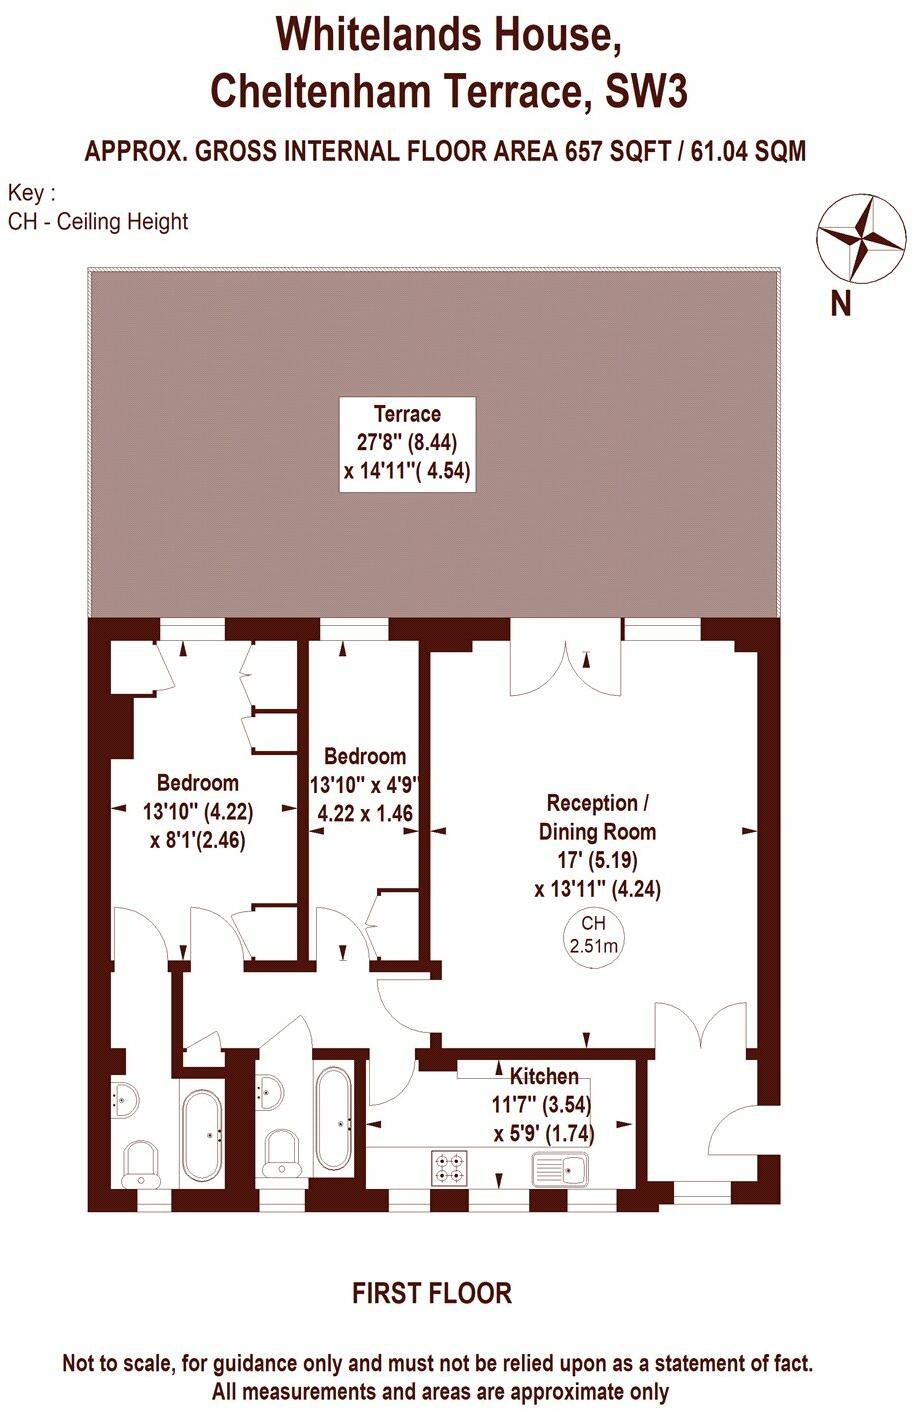 Whitelands House,
Cheltenham Terrace, SW3
APPROX. GROSS INTERNAL FLOOR AREA 657 SQFT / 61.04 SQM
Key :
CH - Ceiling Height
N
Terrace
27'8" (8.44)
x 14'11"( 4.54)
Bedroom
13'10" (4.22)
x 8'1'(2.46)
Bedroom
13'10" x 4'9"
4.22 x 1.46
Reception /
Dining Room
17' (5.19)
x 13'11" (4.24)
CH
2.51m
Kitchen
11'7" (3.54)
x 5'9' (1.74)
FIRST FLOOR
Not to scale, for guidance only and must not be relied upon as a statement of fact.
All measurements and areas are approximate only